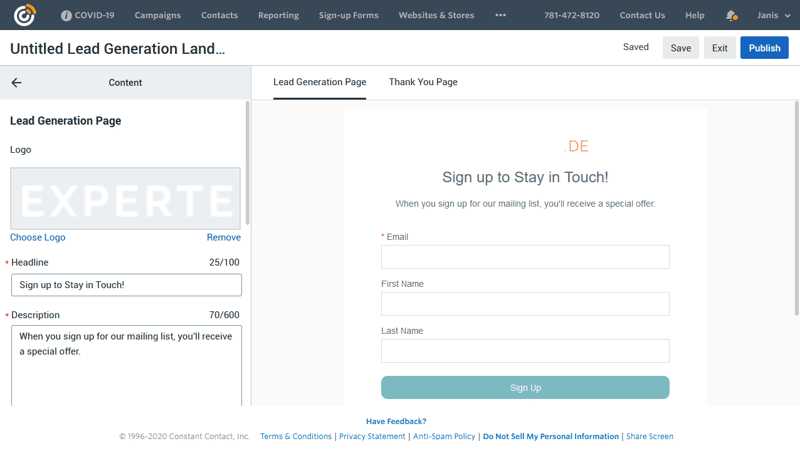 COVID-19 Campaigns Contacts Reporting Sign-up Forms Websites & Stores ••• 781-472-8120 Contact Us Help Janis
Untitled Lead Generation Land... Saved Save Exit Publish
Content
Lead Generation Page Thank You Page
Lead Generation Page
Logo
EXPERTE
Choose Logo Remove
* Headline 25/100
Sign up to Stay in Touch!
* Description 70/600
When you sign up for our mailing list, you'll receive
a special offer.
.DE
Sign up to Stay in Touch!
When you sign up for our mailing list, you'll receive a special offer.
* Email
First Name
Last Name
Sign Up
Have Feedback?
© 1996-2020 Constant Contact, Inc. Terms & Conditions | Privacy Statement | Anti-Spam Policy | Do Not Sell My Personal Information | Share Screen